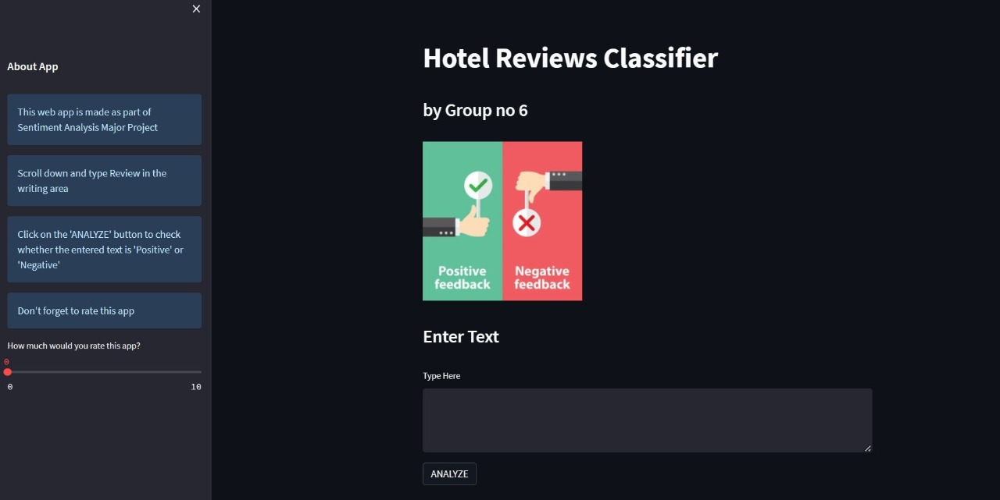 About App
This web app is made as part of
Sentiment Analysis Major Project
Scroll down and type Review in the
writing area
Click on the 'ANALYZE' button to check
whether the entered text is 'Positive' or
'Negative'
Don't forget to rate this app
How much would you rate this app?
0
0 10
Hotel Reviews Classifier
by Group no 6
Positive
feedback
Negative
feedback
Enter Text
Type Here
ANALYZE